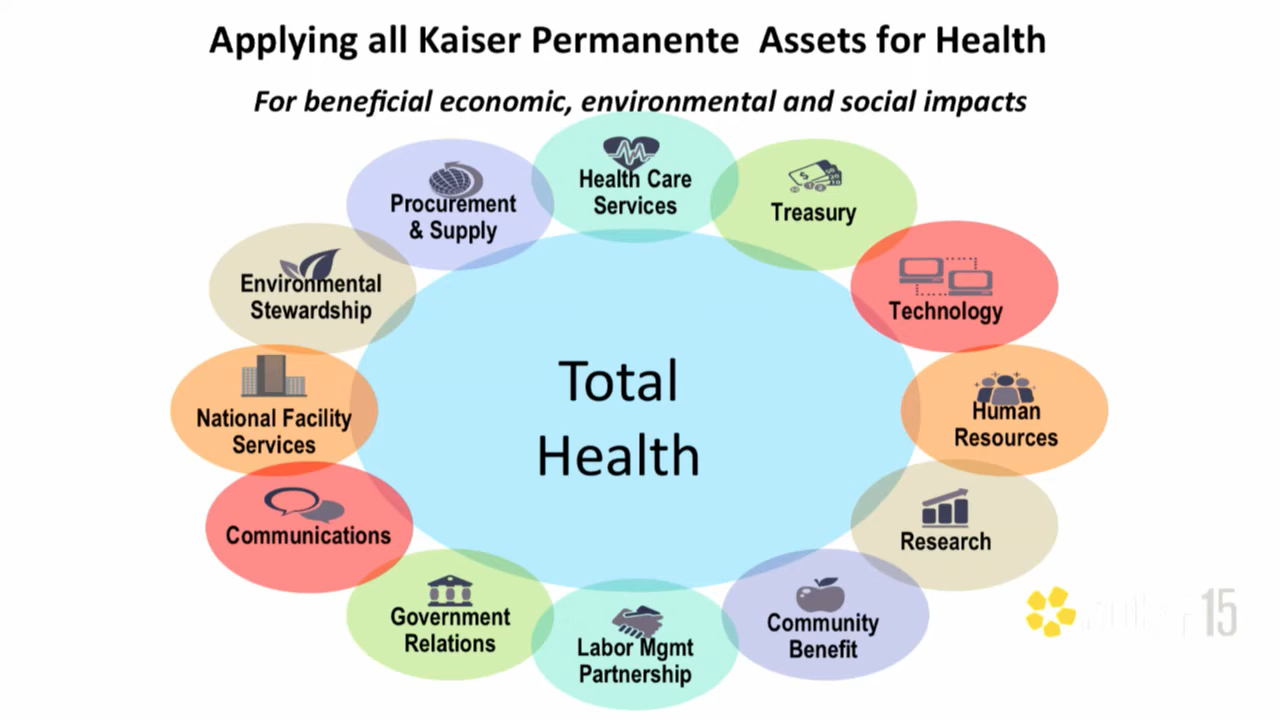 Applying all Kaiser Permanente Assets for Health
For beneficial economic, environmental and social impacts
Health Care
Services
Treasury
Technology
Human
Resources
Research
Community
Benefit
Labor Mgmt
Partnership
Government
Relations
Communications
National Facility
Services
Environmental
Stewardship
Procurement
& Supply
Total
Health
15